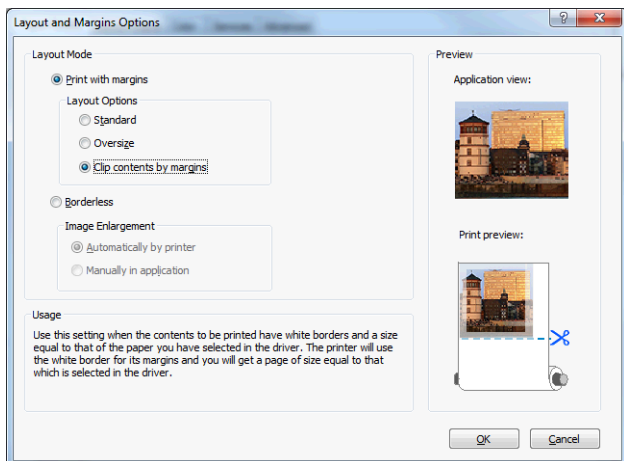 Layout and Margins Options
Layout Mode
Print with margins
Layout Options
Standard
Oversize
Clip contents by margins
Borderless
Image Enlargement
Automatically by printer
Manually in application
Usage
Use this setting when the contents to be printed have white borders and a size
equal to that of the paper you have selected in the driver. The printer will use
the white border for its margins and you will get a page of size equal to that
which is selected in the driver.
Preview
Application view:
Print preview:
OK
Cancel